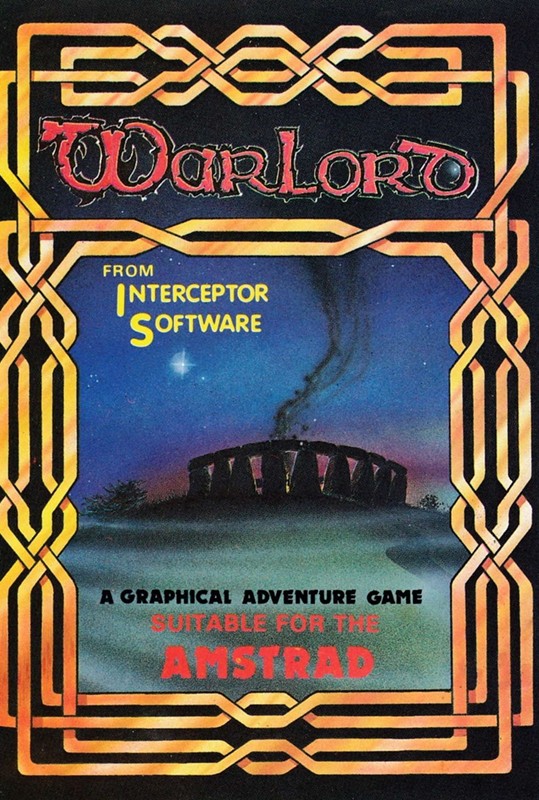 WARLORD
FROM
INTERCEPTOR
SOFTWARE
A GRAPHICAL ADVENTURE GAME
SUITABLE FOR THE
AMSTRAD